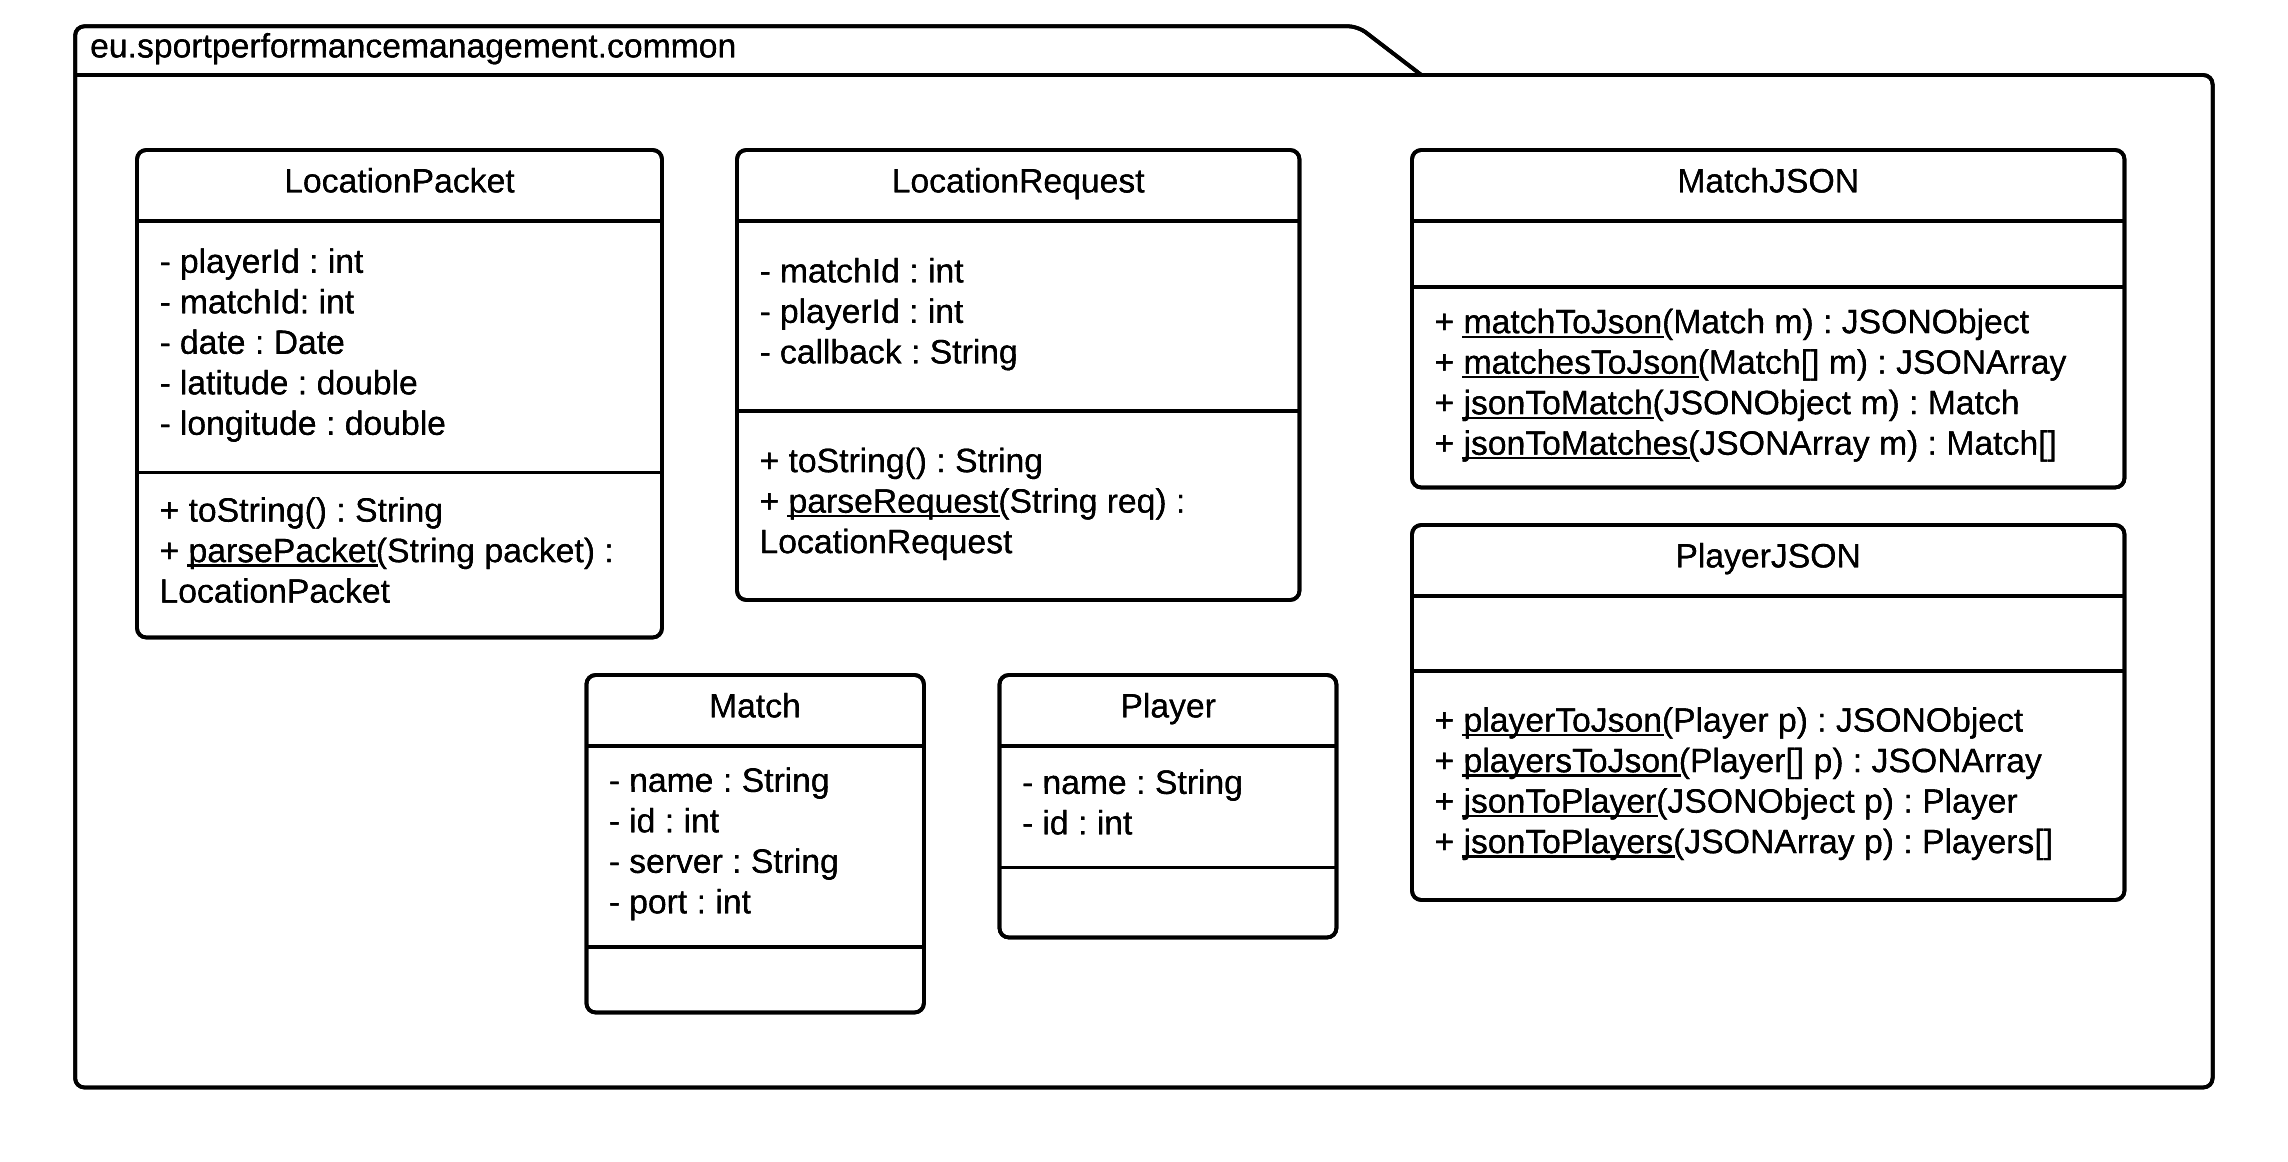 eu.sportperformancemanagement.common
LocationPacket
- playerId : int
- matchId: int
- date : Date
- latitude : double
- longitude : double
+ toString() : String
+ parsePacket(String packet) :
LocationPacket
LocationRequest
- matchId : int
- playerId : int
- callback : String
+ toString() : String
+ parseRequest(String req) :
LocationRequest
MatchJSON
+ matchToJson(Match m) : JSONObject
+ matchesToJson(Match[] m) : JSONArray
+ jsonToMatch(JSONObject m) : Match
+ jsonToMatches(JSONArray m) : Match[]
PlayerJSON
+ playerToJson(Player p) : JSONObject
+ playersToJson(Player[] p) : JSONArray
+ jsonToPlayer(JSONObject p) : Player
+ jsonToPlayers(JSONArray p) : Players[]
Match
- name : String
- id : int
- server : String
- port : int
Player
- name : String
- id : int